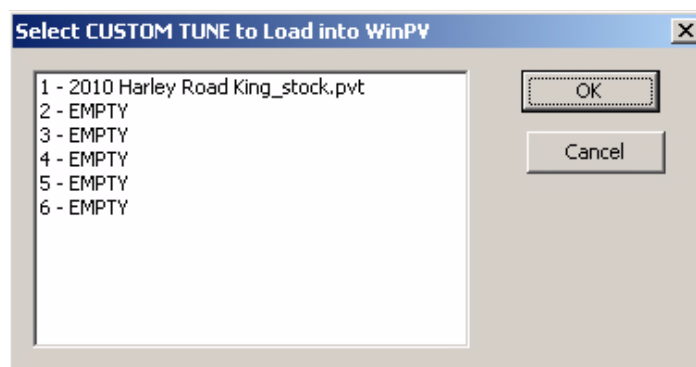 Select CUSTOM TUNE to Load into WinPV
1 - 2010 Harley Road King_stock.pvt
2 - EMPTY
3 - EMPTY
4 - EMPTY
5 - EMPTY
6 - EMPTY
OK
Cancel